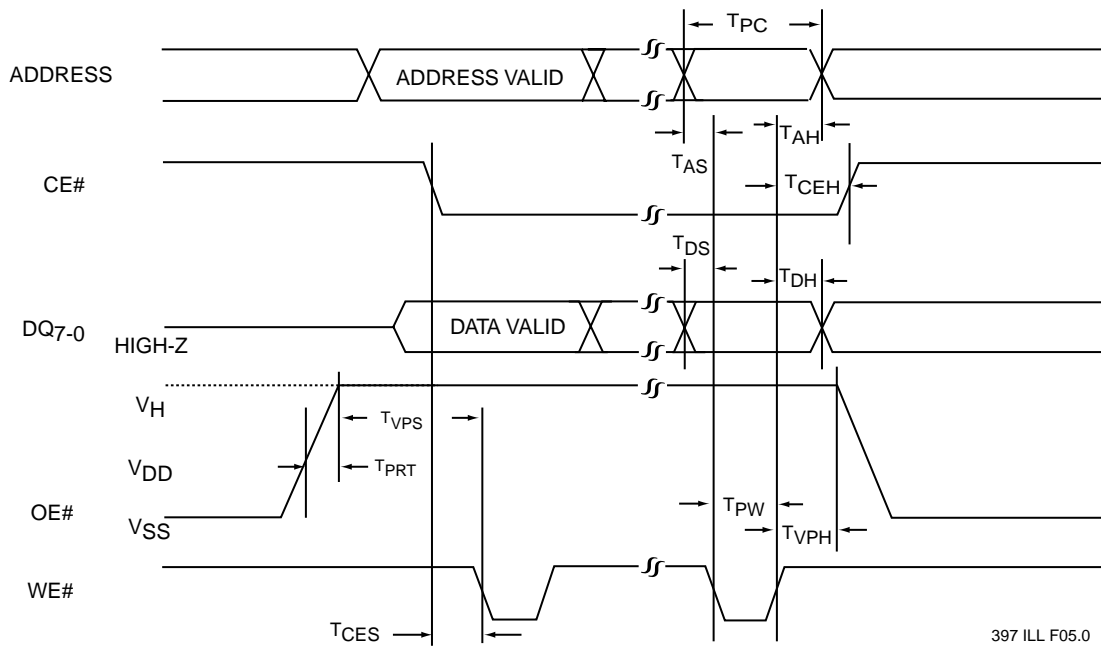 TPC
ADDRESS
ADDRESS VALID
TAS
TAH
CE#
TCEH
TDS
TDH
DQ7-0
HIGH-Z
DATA VALID
VH
TVPS
VDD
TPRT
OE#
VSS
TPW
TVPH
WE#
TCES
397 ILL F05.0